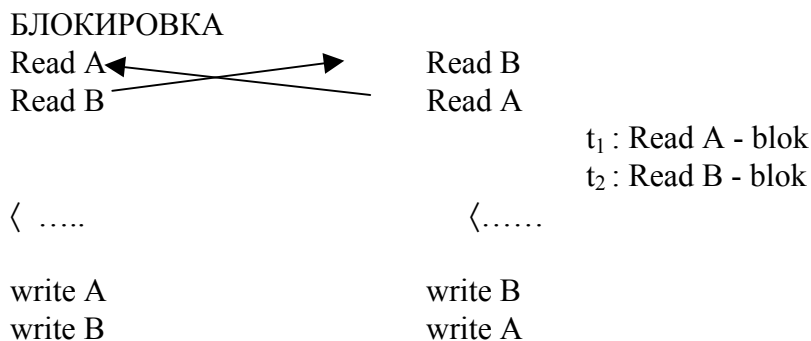 БЛОКИРОВКА
Read A Read B
Read B Read A
t₁ : Read A - blok
t₂ : Read B - blok
〈 ..... 〈......
write A write B
write B write A